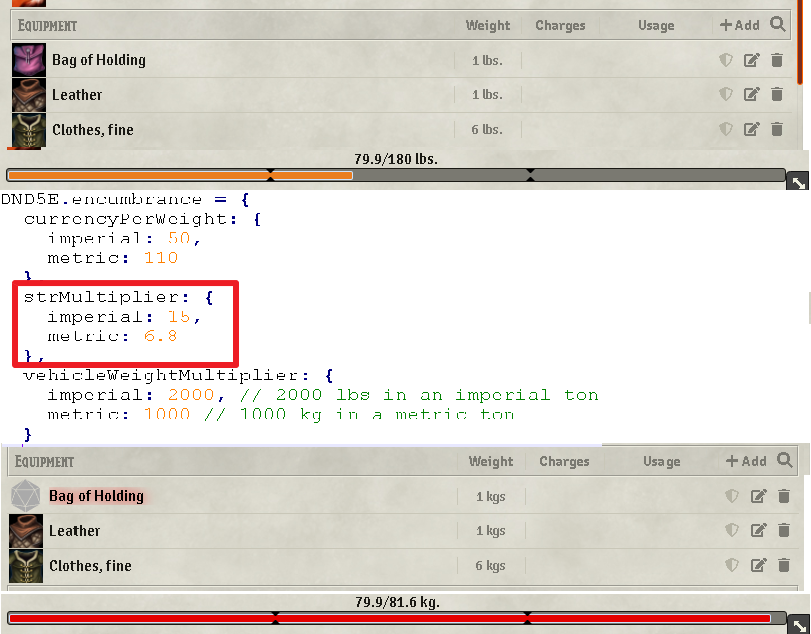 EQUIPMENT Weight Charges Usage + Add
Bag of Holding 1 lbs.
Leather 1 lbs.
Clothes, fine 6 lbs.
79.9/180 lbs.
DND5E.encumbrance = {
currencyPerWeight: {
imperial: 50,
metric: 110
}
strMultiplier: {
imperial: 15,
metric: 6.8
},
vehicleWeightMultiplier: {
imperial: 2000, // 2000 lbs in an imperial ton
metric: 1000 // 1000 kg in a metric ton
}
EQUIPMENT Weight Charges Usage + Add
Bag of Holding 1 kgs
Leather 1 kgs
Clothes, fine 6 kgs
79.9/81.6 kg.